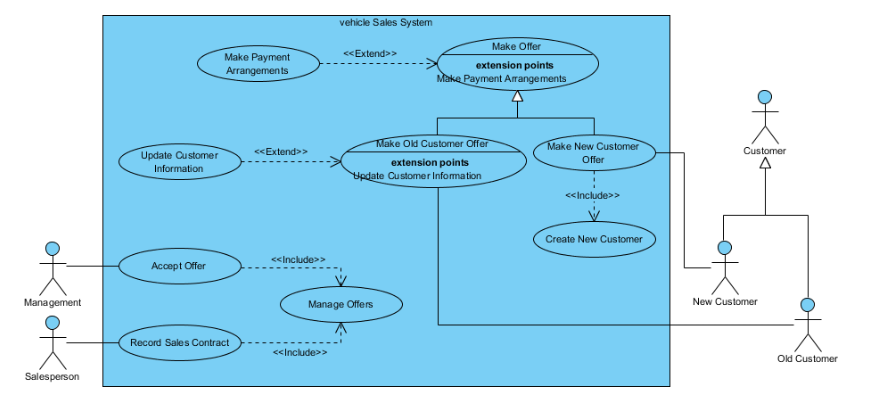 vehicle Sales System
Make Payment
Arrangements
<<Extend>>
Make Offer
extension points
Make Payment Arrangements
Update Customer
Information
<<Extend>>
Make Old Customer Offer
extension points
Update Customer Information
Make New Customer
Offer
<<Include>>
Create New Customer
Customer
New Customer
Old Customer
Management
Accept Offer
<<Include>>
Manage Offers
Salesperson
Record Sales Contract
<<Include>>